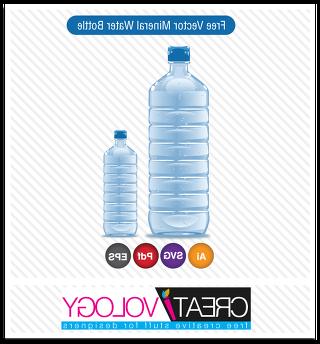 Free Vector Mineral Water Bottle
Ai SVG Pdf EPS
CREATIVOLOGY
free creative stuff for designers